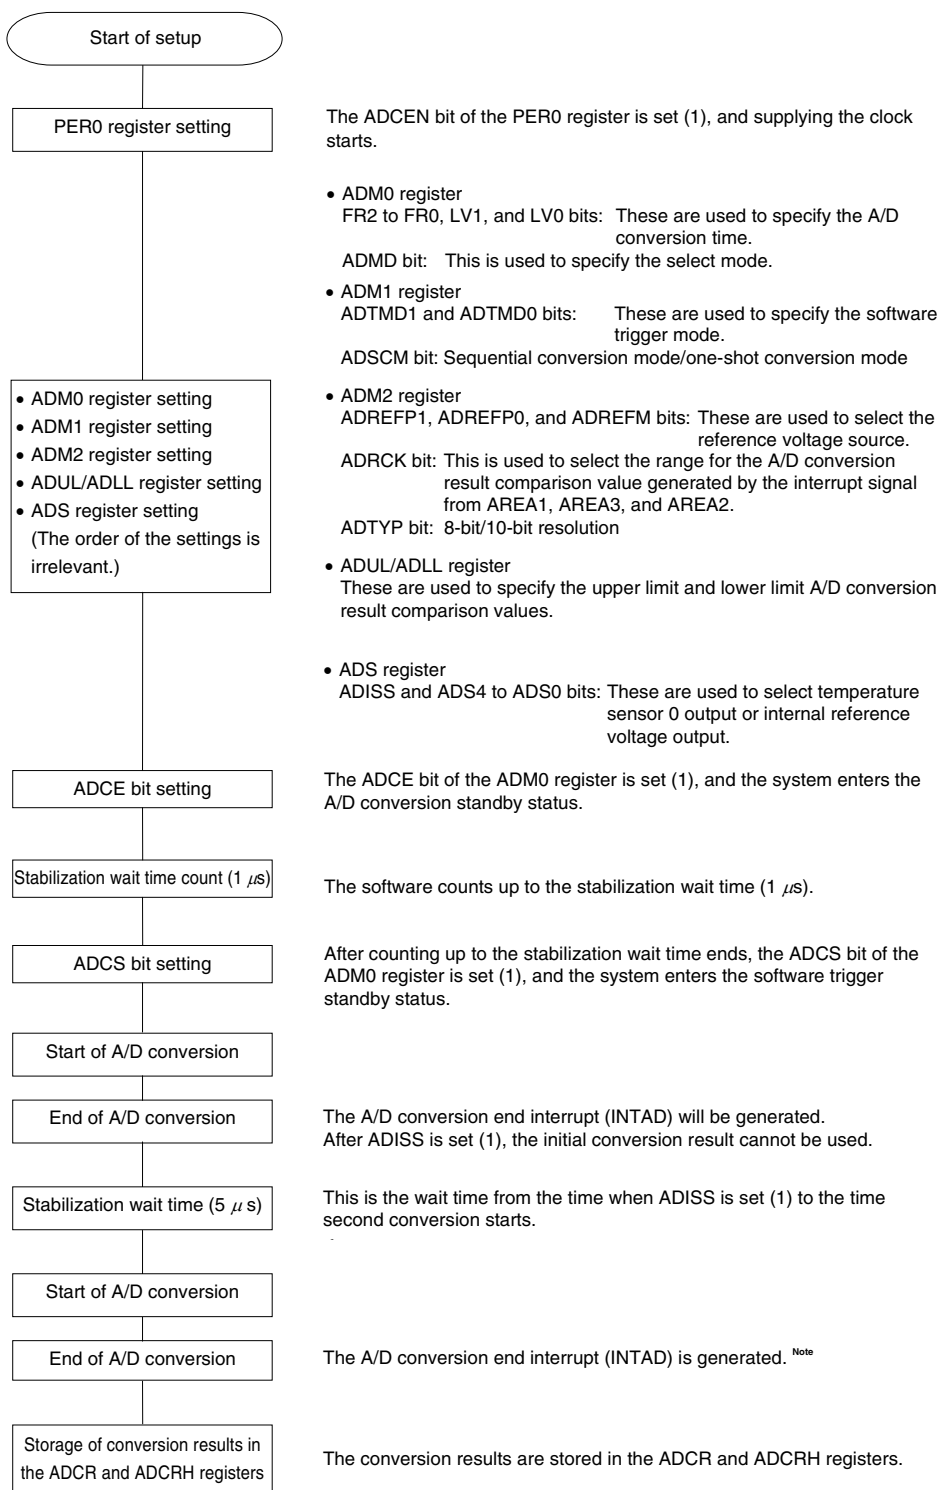 Start of setup
PER0 register setting
The ADCEN bit of the PER0 register is set (1), and supplying the clock
starts.
• ADM0 register
FR2 to FR0, LV1, and LV0 bits: These are used to specify the A/D
conversion time.
ADMD bit: This is used to specify the select mode.
• ADM1 register
ADTMD1 and ADTMD0 bits: These are used to specify the software
trigger mode.
ADSCM bit: Sequential conversion mode/one-shot conversion mode
• ADM0 register setting
• ADM1 register setting
• ADM2 register setting
• ADUL/ADLL register setting
• ADS register setting
(The order of the settings is
irrelevant.)
• ADM2 register
ADREFP1, ADREFP0, and ADREFM bits: These are used to select the
reference voltage source.
ADRCK bit: This is used to select the range for the A/D conversion
result comparison value generated by the interrupt signal
from AREA1, AREA3, and AREA2.
ADTYP bit: 8-bit/10-bit resolution
• ADUL/ADLL register
These are used to specify the upper limit and lower limit A/D conversion
result comparison values.
• ADS register
ADISS and ADS4 to ADS0 bits: These are used to select temperature
sensor 0 output or internal reference
voltage output.
ADCE bit setting
The ADCE bit of the ADM0 register is set (1), and the system enters the
A/D conversion standby status.
Stabilization wait time count (1 μs)
The software counts up to the stabilization wait time (1 μs).
ADCS bit setting
After counting up to the stabilization wait time ends, the ADCS bit of the
ADM0 register is set (1), and the system enters the software trigger
standby status.
Start of A/D conversion
End of A/D conversion
The A/D conversion end interrupt (INTAD) will be generated.
After ADISS is set (1), the initial conversion result cannot be used.
Stabilization wait time (5 μ s)
This is the wait time from the time when ADISS is set (1) to the time
second conversion starts.
Start of A/D conversion
End of A/D conversion
The A/D conversion end interrupt (INTAD) is generated. Note
Storage of conversion results in
the ADCR and ADCRH registers
The conversion results are stored in the ADCR and ADCRH registers.